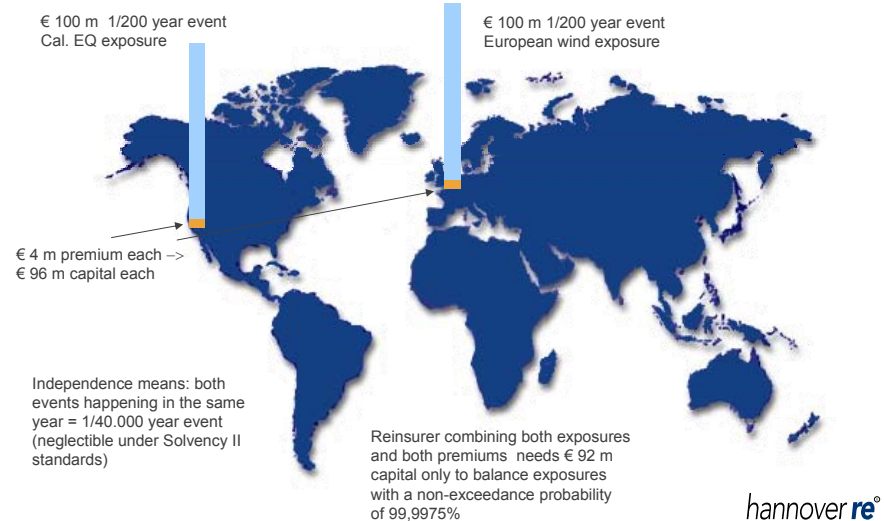 € 100 m  1/200 year event
Cal. EQ exposure
€ 100 m 1/200 year event
European wind exposure
€ 4 m premium each –>
€ 96 m capital each
Independence means: both
events happening in the same
year = 1/40.000 year event
(neglectible under Solvency II
standards)
Reinsurer combining both exposures
and both premiums  needs € 92 m
capital only to balance exposures
with a non-exceedance probability
of 99,9975%
hannover re®